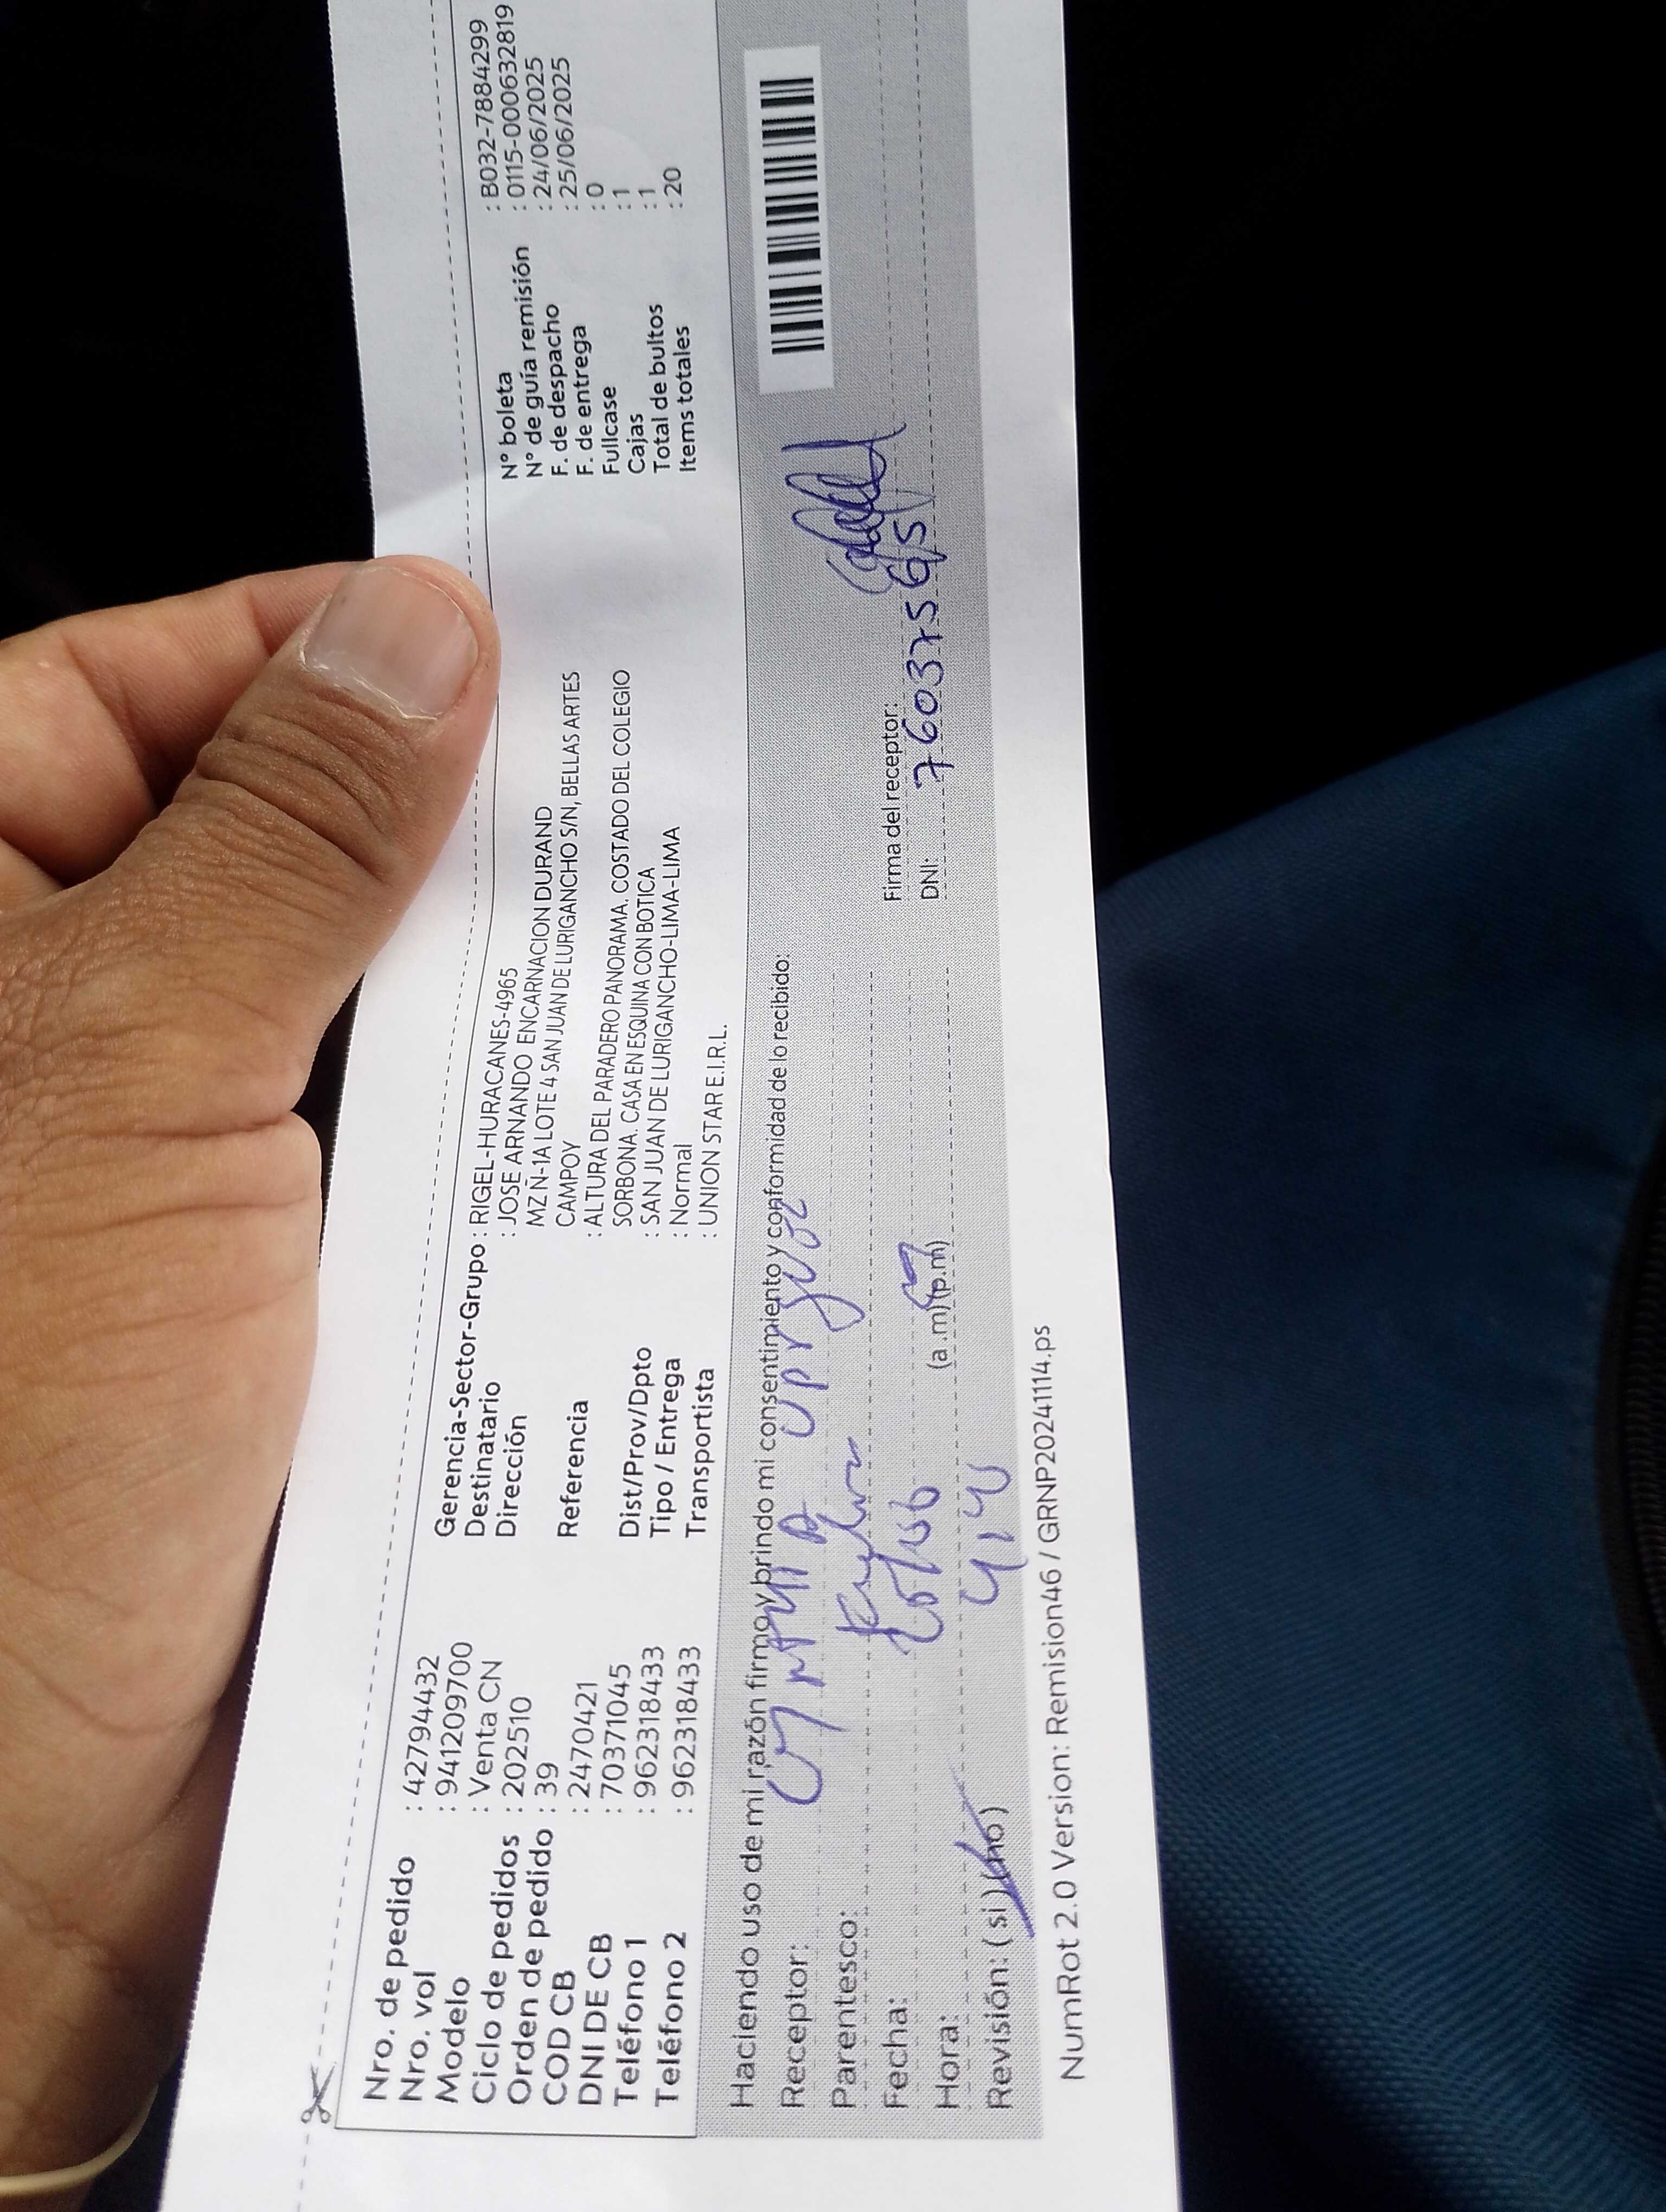 Nro. de pedido : 42794432
Nro. vol : 941209700
Modelo : Venta CN
Ciclo de pedidos : 202510
Orden de pedido : 39
COD CB : 2470421
DNI DE CB : 70371045
Teléfono 1 : 962318433
Teléfono 2 : 962318433
Gerencia-Sector-Grupo : RIGEL-HURACANES-4965
Destinatario : JOSE ARNANDO ENCARNACION DURAND
Dirección MZ Ñ-1A LOTE 4 SAN JUAN DE LURIGANCHO S/N, BELLAS ARTES
CAMPOY
Referencia : ALTURA DEL PARADERO PANORAMA. COSTADO DEL COLEGIO
SORBONA. CASA EN ESQUINA CON BOTICA
Dist/Prov/Dpto : SAN JUAN DE LURIGANCHO-LIMA-LIMA
Tipo / Entrega : Normal
Transportista : UNION STAR E.I.R.L.
N° boleta : B032-7884299
N° de guía remisión : 0115-000632819
F. de despacho : 24/06/2025
F. de entrega : 25/06/2025
Fullcase : 0
Cajas : 1
Total de bultos : 1
Items totales : 20
Haciendo uso de mi razón firmo y brindo mi consentimiento y conformidad de lo recibido:
Receptor:
Parentesco:
Fecha: 25/06
Hora: (a .m) (p.m)
Revisión: ( si ) (no )
Firma del receptor:
DNI: 76037565
NumRot 2.0 Version: Remision46 / GRNP20241114.ps